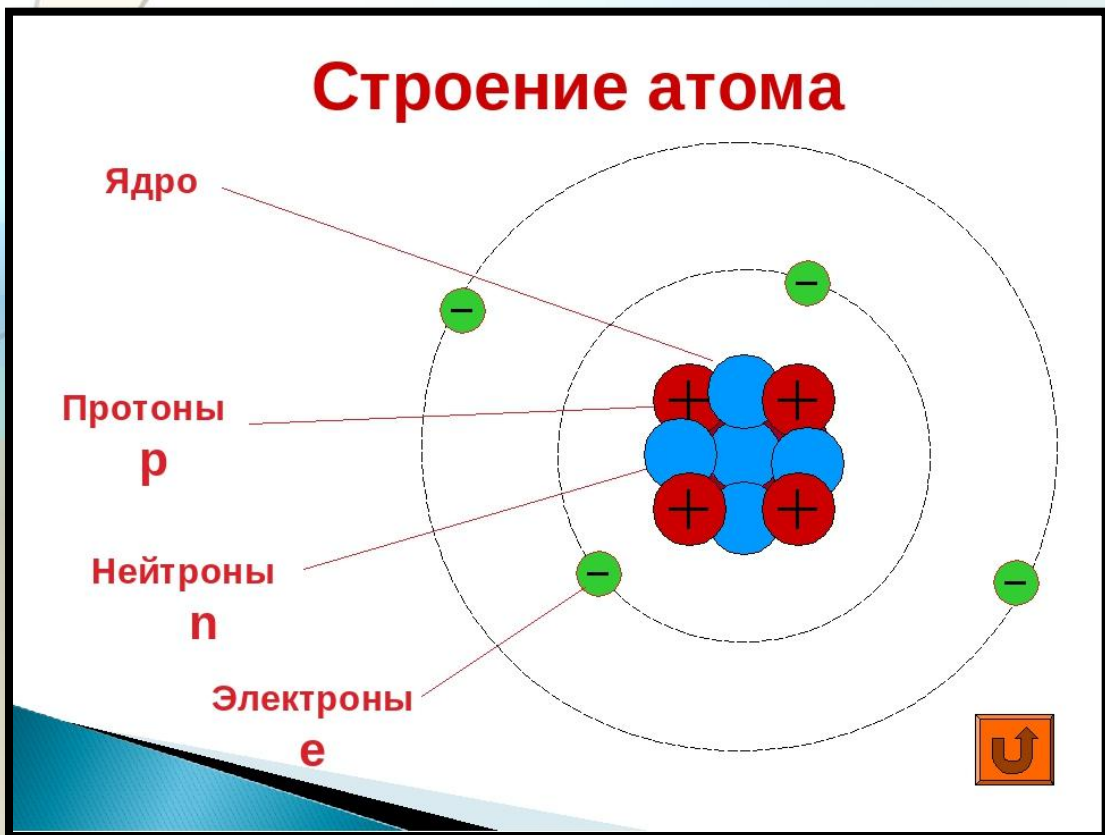 Строение атома
Ядро
Протоны
p
Нейтроны
n
Электроны
e
+
+
+
+
−
−
−
−